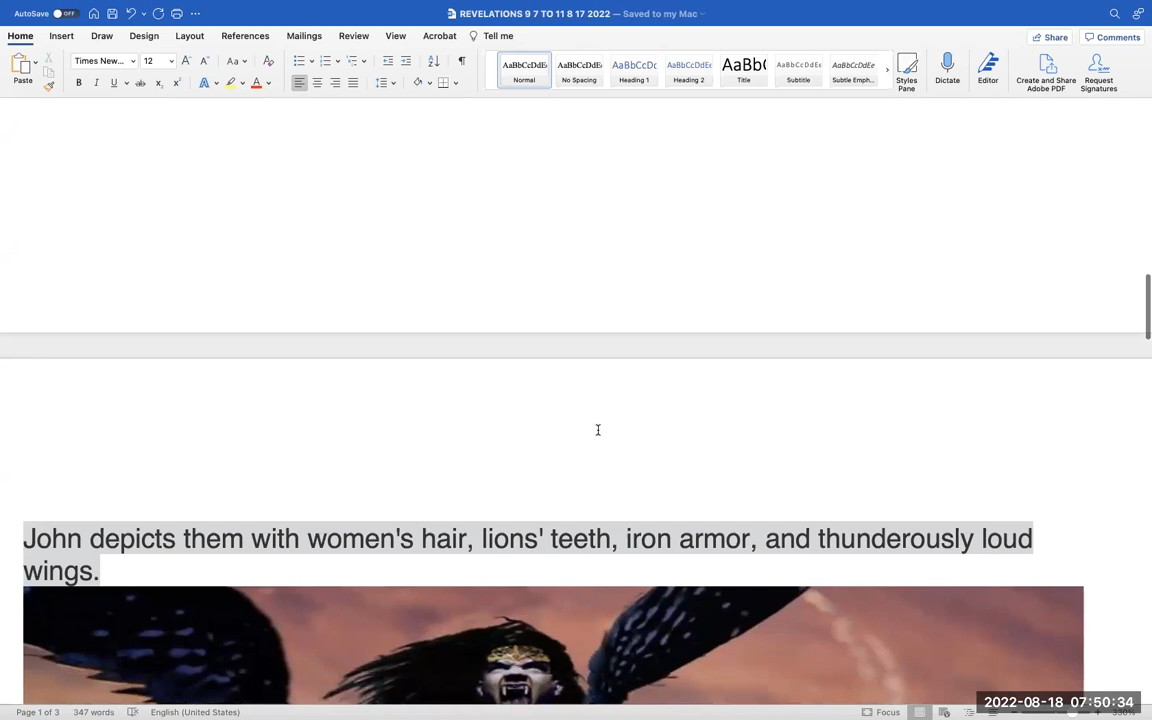 AutoSave OFF
REVELATIONS 9 7 TO 11 8 17 2022 — Saved to my Mac
Home Insert Draw Design Layout References Mailings Review View Acrobat Tell me
Share Comments
Paste
Times New... 12
AaBbCcDdEe AaBbCcDdEe AaBbCcDc AaBbCcDdEe AaBb( AaBbCcDdEe AaBbCcDdEe
Normal No Spacing Heading 1 Heading 2 Title Subtitle Subtle Emph...
Styles Pane
Dictate
Editor
Create and Share Adobe PDF
Request Signatures
John depicts them with women's hair, lions' teeth, iron armor, and thunderously loud
wings.
2022-08-18 07:50:34
Page 1 of 3 347 words English (United States) Focus